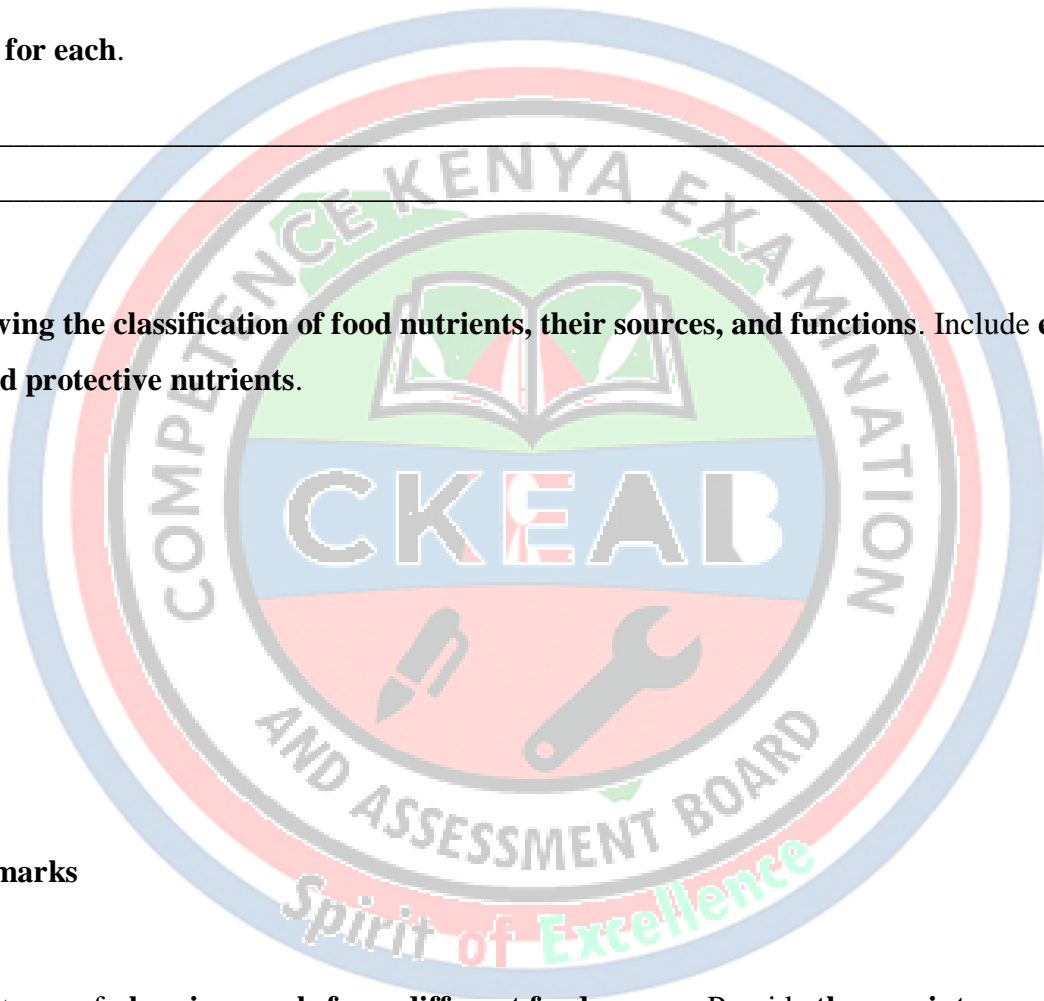 for each.
COMPETENCE KENYA EXAMINATION
wing the classification of food nutrients, their sources, and functions. Include
d protective nutrients.
CKEAB
AND ASSESSMENT BOARD
marks
Spirit of Excellence